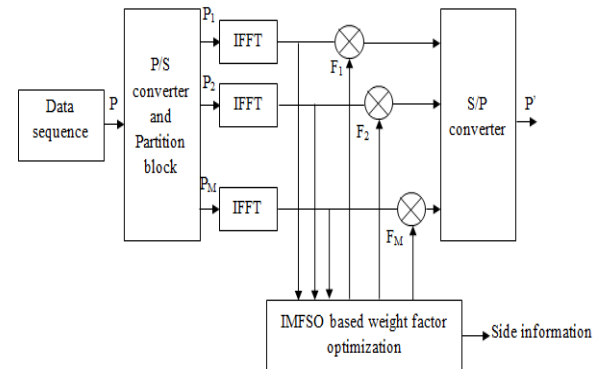 Data
sequence
P
P/S
converter
and
Partition
block
P1
IFFT
F1
P2
IFFT
F2
PM
IFFT
FM
S/P
converter
P'
IMFSO based weight factor
optimization
Side information